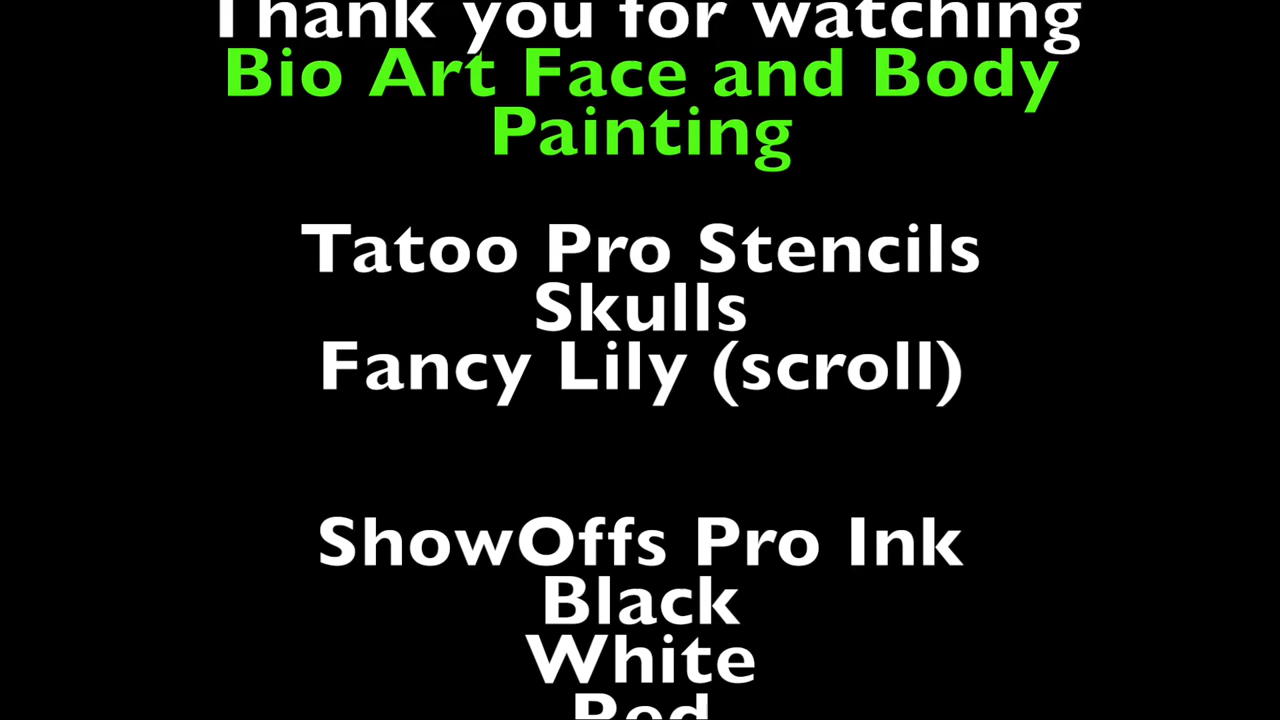 Thank you for watching
Bio Art Face and Body
Painting
Tatoo Pro Stencils
Skulls
Fancy Lily (scroll)
ShowOffs Pro Ink
Black
White
Red